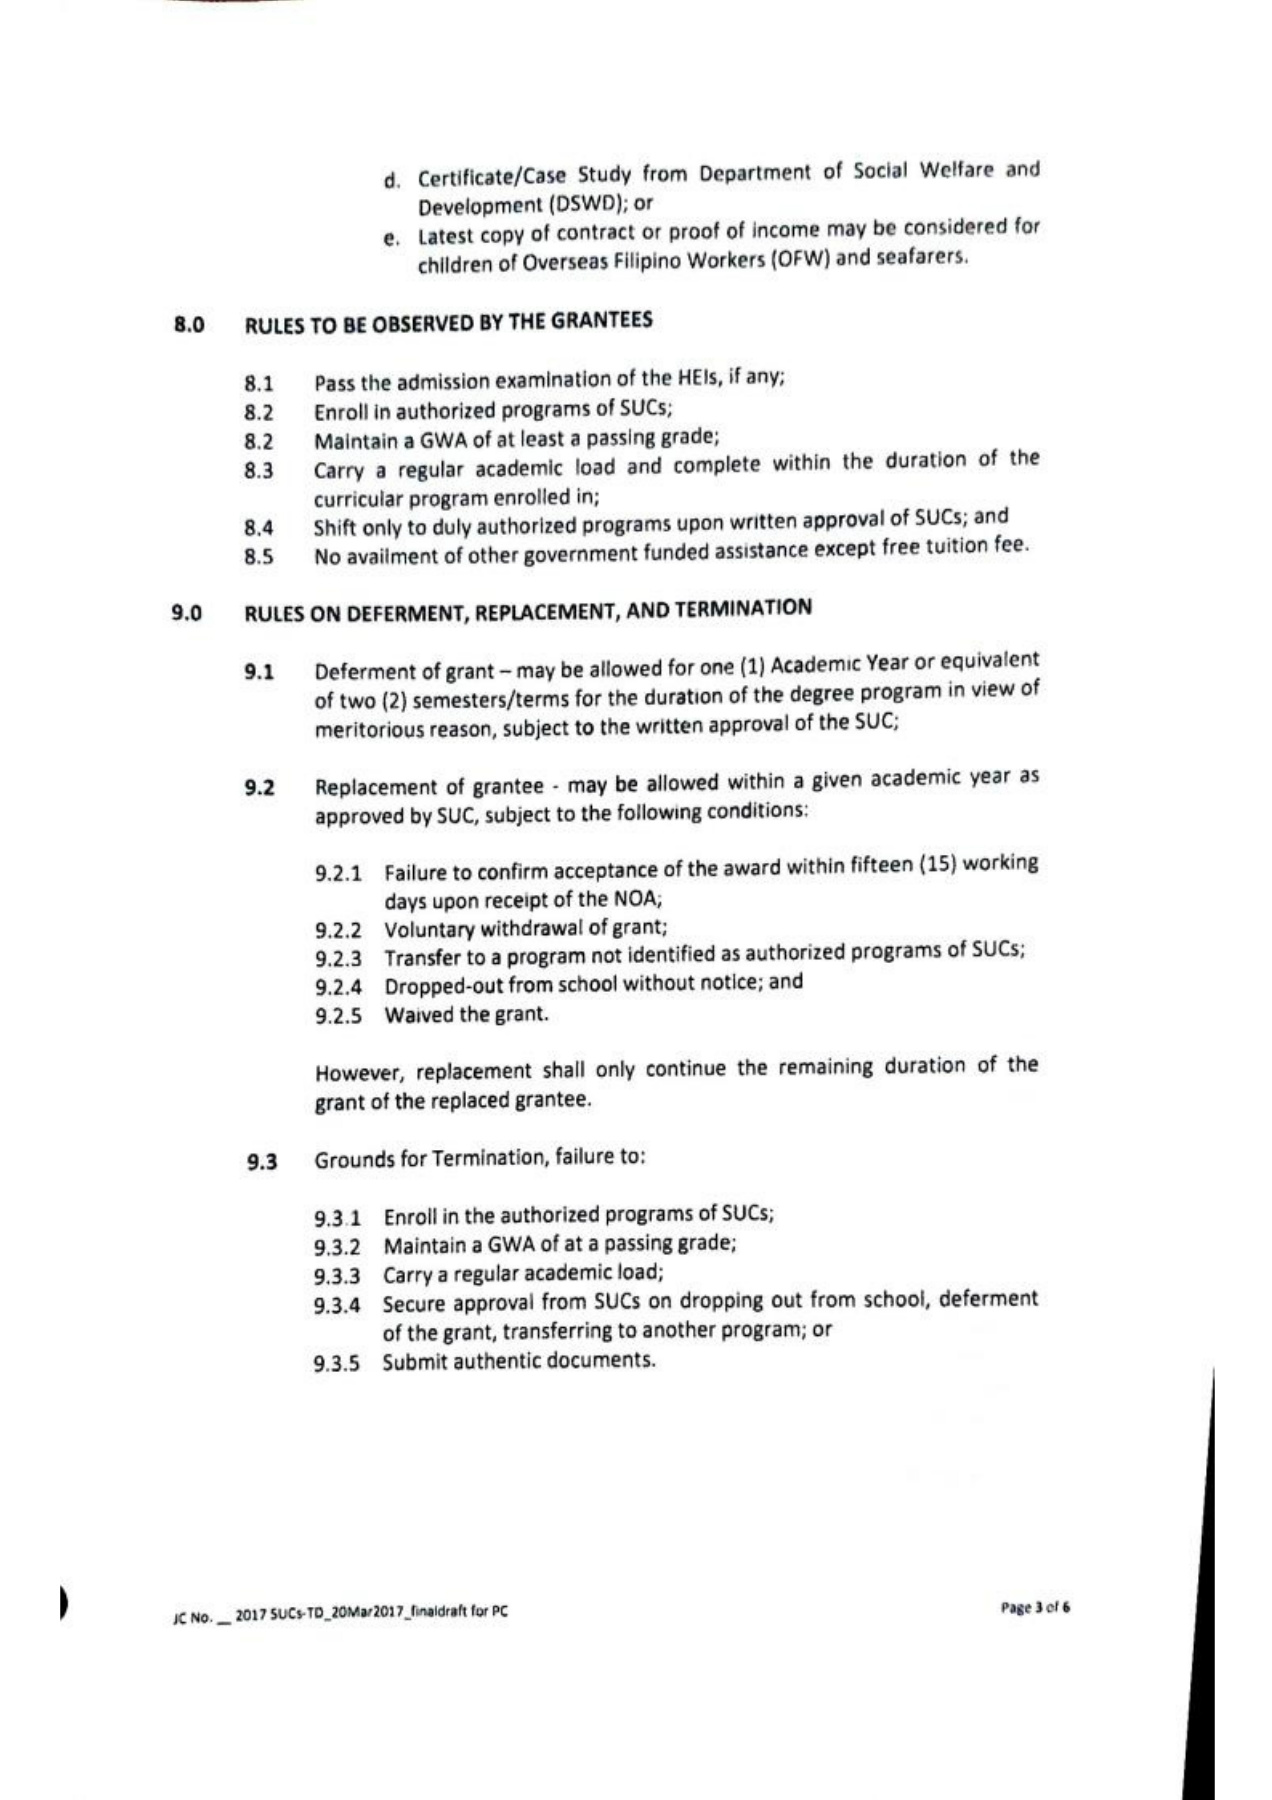 d. Certificate/Case Study from Department of Social Welfare and
Development (DSWD); or
e. Latest copy of contract or proof of income may be considered for
children of Overseas Filipino Workers (OFW) and seafarers.
8.0 RULES TO BE OBSERVED BY THE GRANTEES
8.1 Pass the admission examination of the HEIs, if any;
8.2 Enroll in authorized programs of SUCs;
8.2 Maintain a GWA of at least a passing grade;
8.3 Carry a regular academic load and complete within the duration of the
curricular program enrolled in;
8.4 Shift only to duly authorized programs upon written approval of SUCs; and
8.5 No availment of other government funded assistance except free tuition fee.
9.0 RULES ON DEFERMENT, REPLACEMENT, AND TERMINATION
9.1 Deferment of grant – may be allowed for one (1) Academic Year or equivalent
of two (2) semesters/terms for the duration of the degree program in view of
meritorious reason, subject to the written approval of the SUC;
9.2 Replacement of grantee - may be allowed within a given academic year as
approved by SUC, subject to the following conditions:
9.2.1 Failure to confirm acceptance of the award within fifteen (15) working
days upon receipt of the NOA;
9.2.2 Voluntary withdrawal of grant;
9.2.3 Transfer to a program not identified as authorized programs of SUCs;
9.2.4 Dropped-out from school without notice; and
9.2.5 Waived the grant.
However, replacement shall only continue the remaining duration of the
grant of the replaced grantee.
9.3 Grounds for Termination, failure to:
9.3.1 Enroll in the authorized programs of SUCs;
9.3.2 Maintain a GWA of at a passing grade;
9.3.3 Carry a regular academic load;
9.3.4 Secure approval from SUCs on dropping out from school, deferment
of the grant, transferring to another program; or
9.3.5 Submit authentic documents.
JC No. __ 2017 SUCs-TD_20Mar2017_finaldraft for PC Page 3 of 6